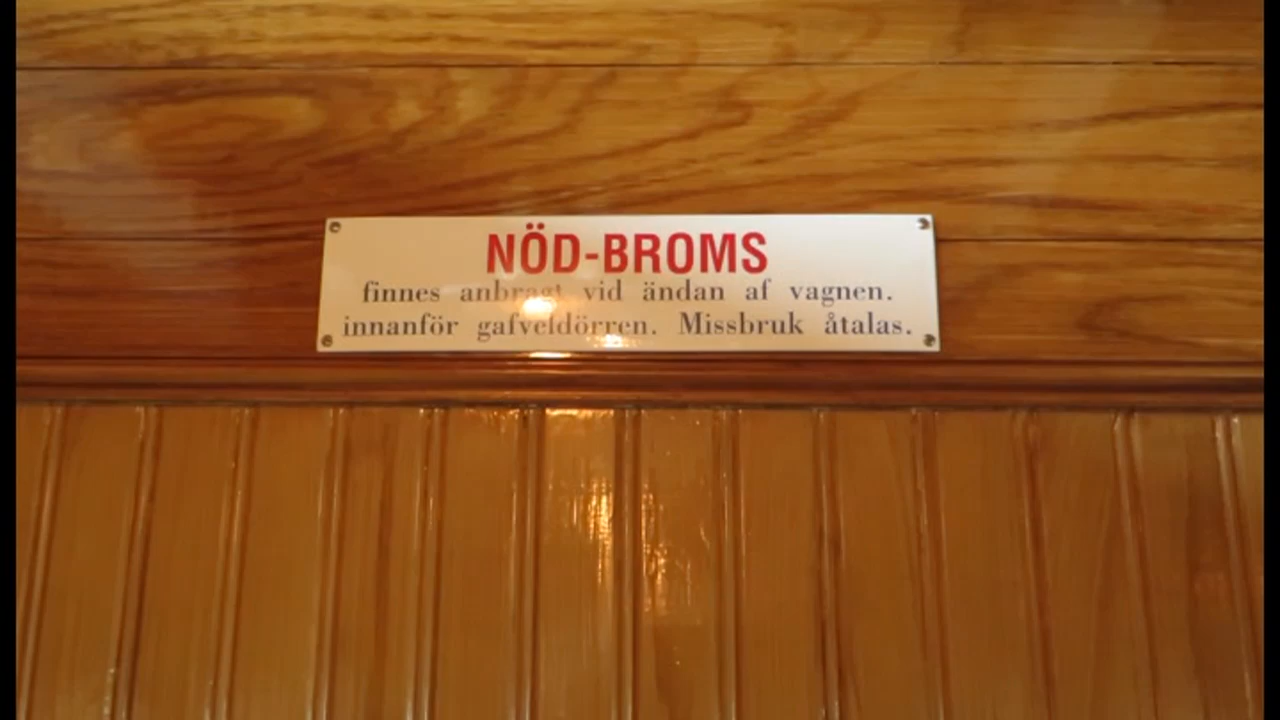 NÖD-BROMS
finnes anbragt vid ändan af vagnen.
innanför gafveldörren. Missbruk åtalas.